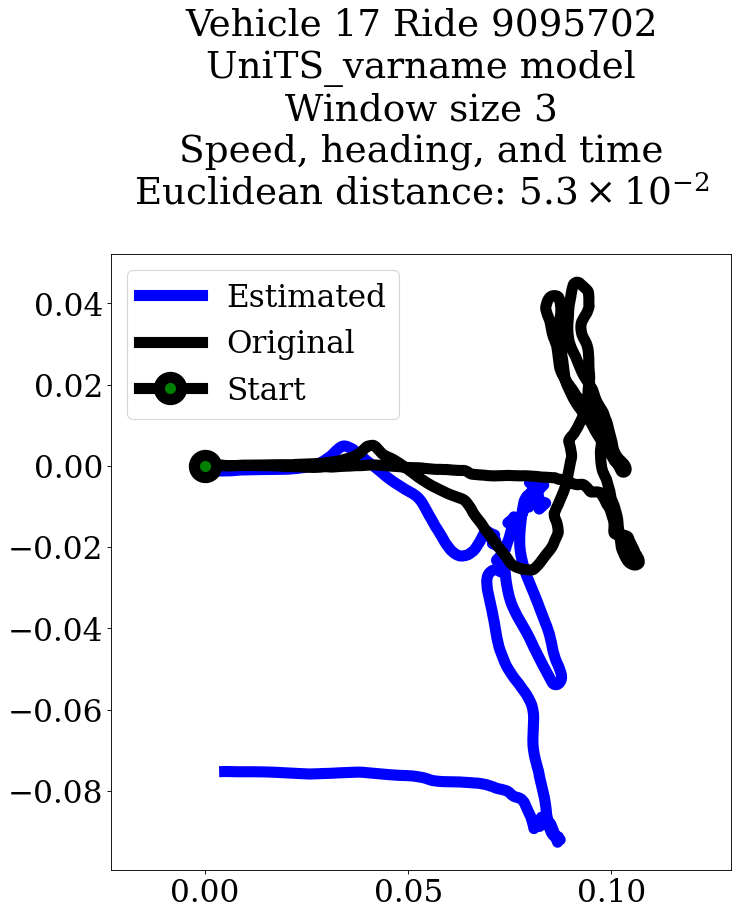 Vehicle 17 Ride 9095702
UniTS_varname model
Window size 3
Speed, heading, and time
Euclidean distance: $5.3 \times 10^{-2}$
Estimated
Original
Start
0.04
0.02
0.00
−0.02
−0.04
−0.06
−0.08
0.00 0.05 0.10